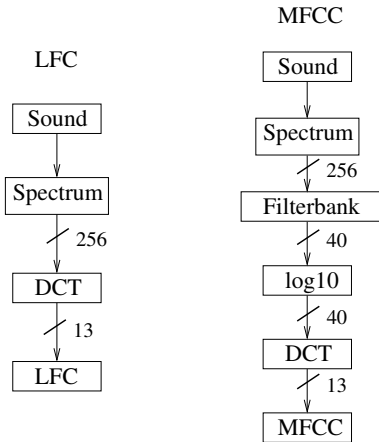 LFC
Sound
Spectrum
256
DCT
13
LFC
MFCC
Sound
Spectrum
256
Filterbank
40
log10
40
DCT
13
MFCC